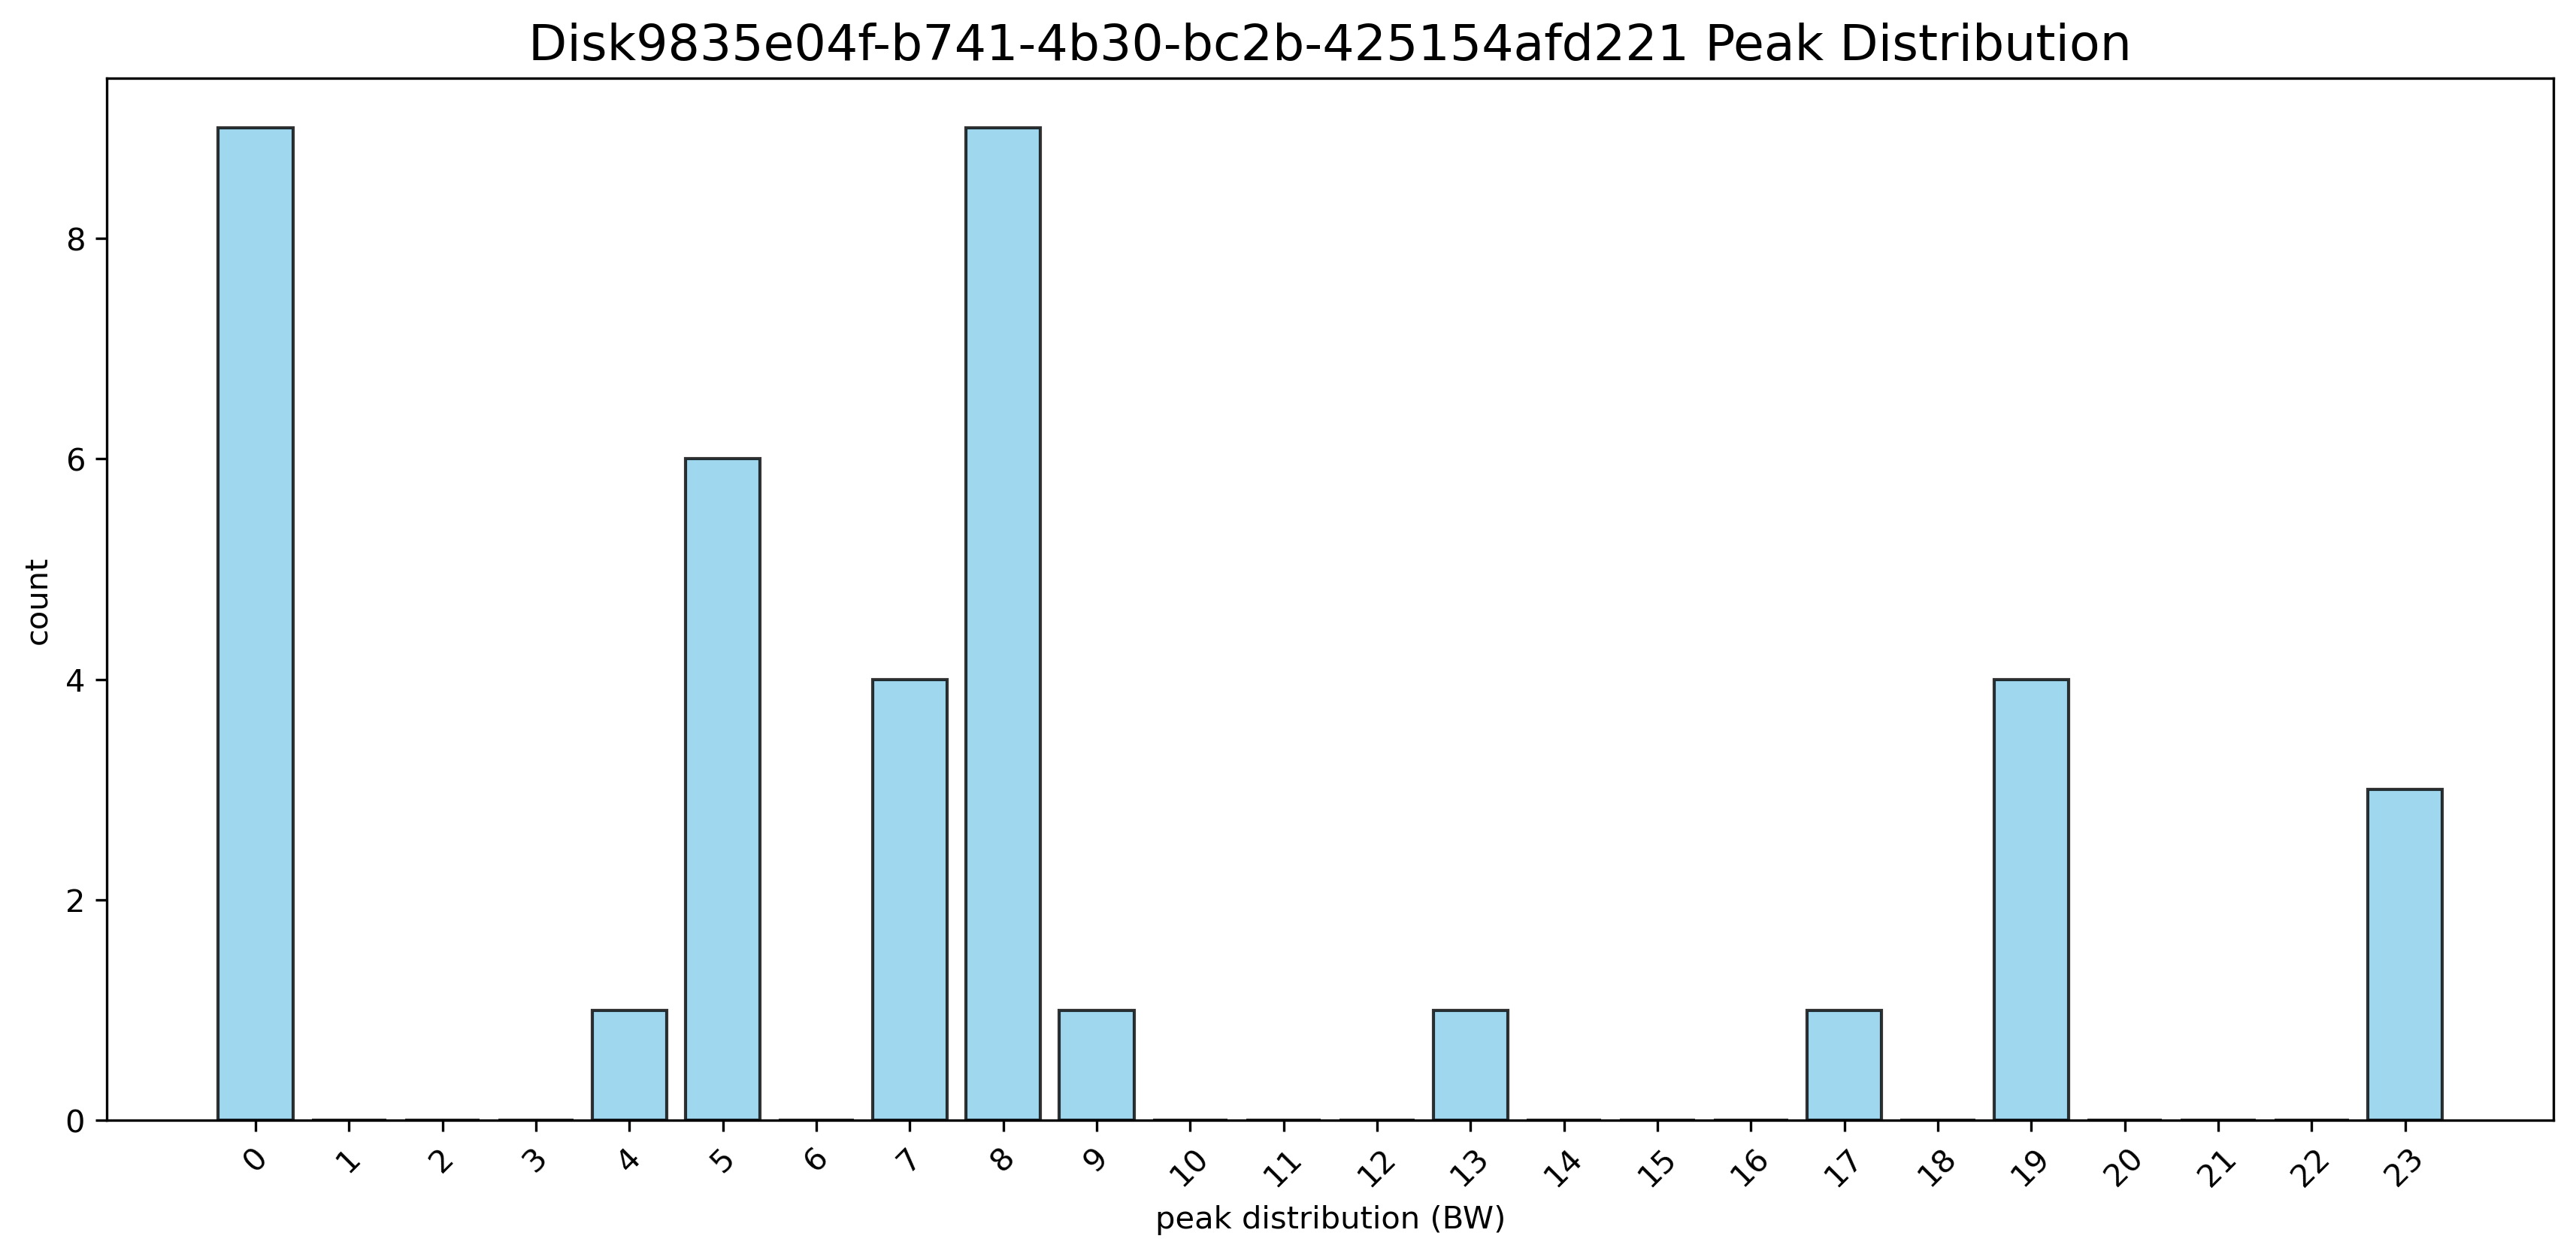 Disk9835e04f-b741-4b30-bc2b-425154afd221 Peak Distribution
count
8
6
4
2
0
0 1 2 3 4 5 6 7 8 9 10 11 12 13 14 15 16 17 18 19 20 21 22 23
peak distribution (BW)